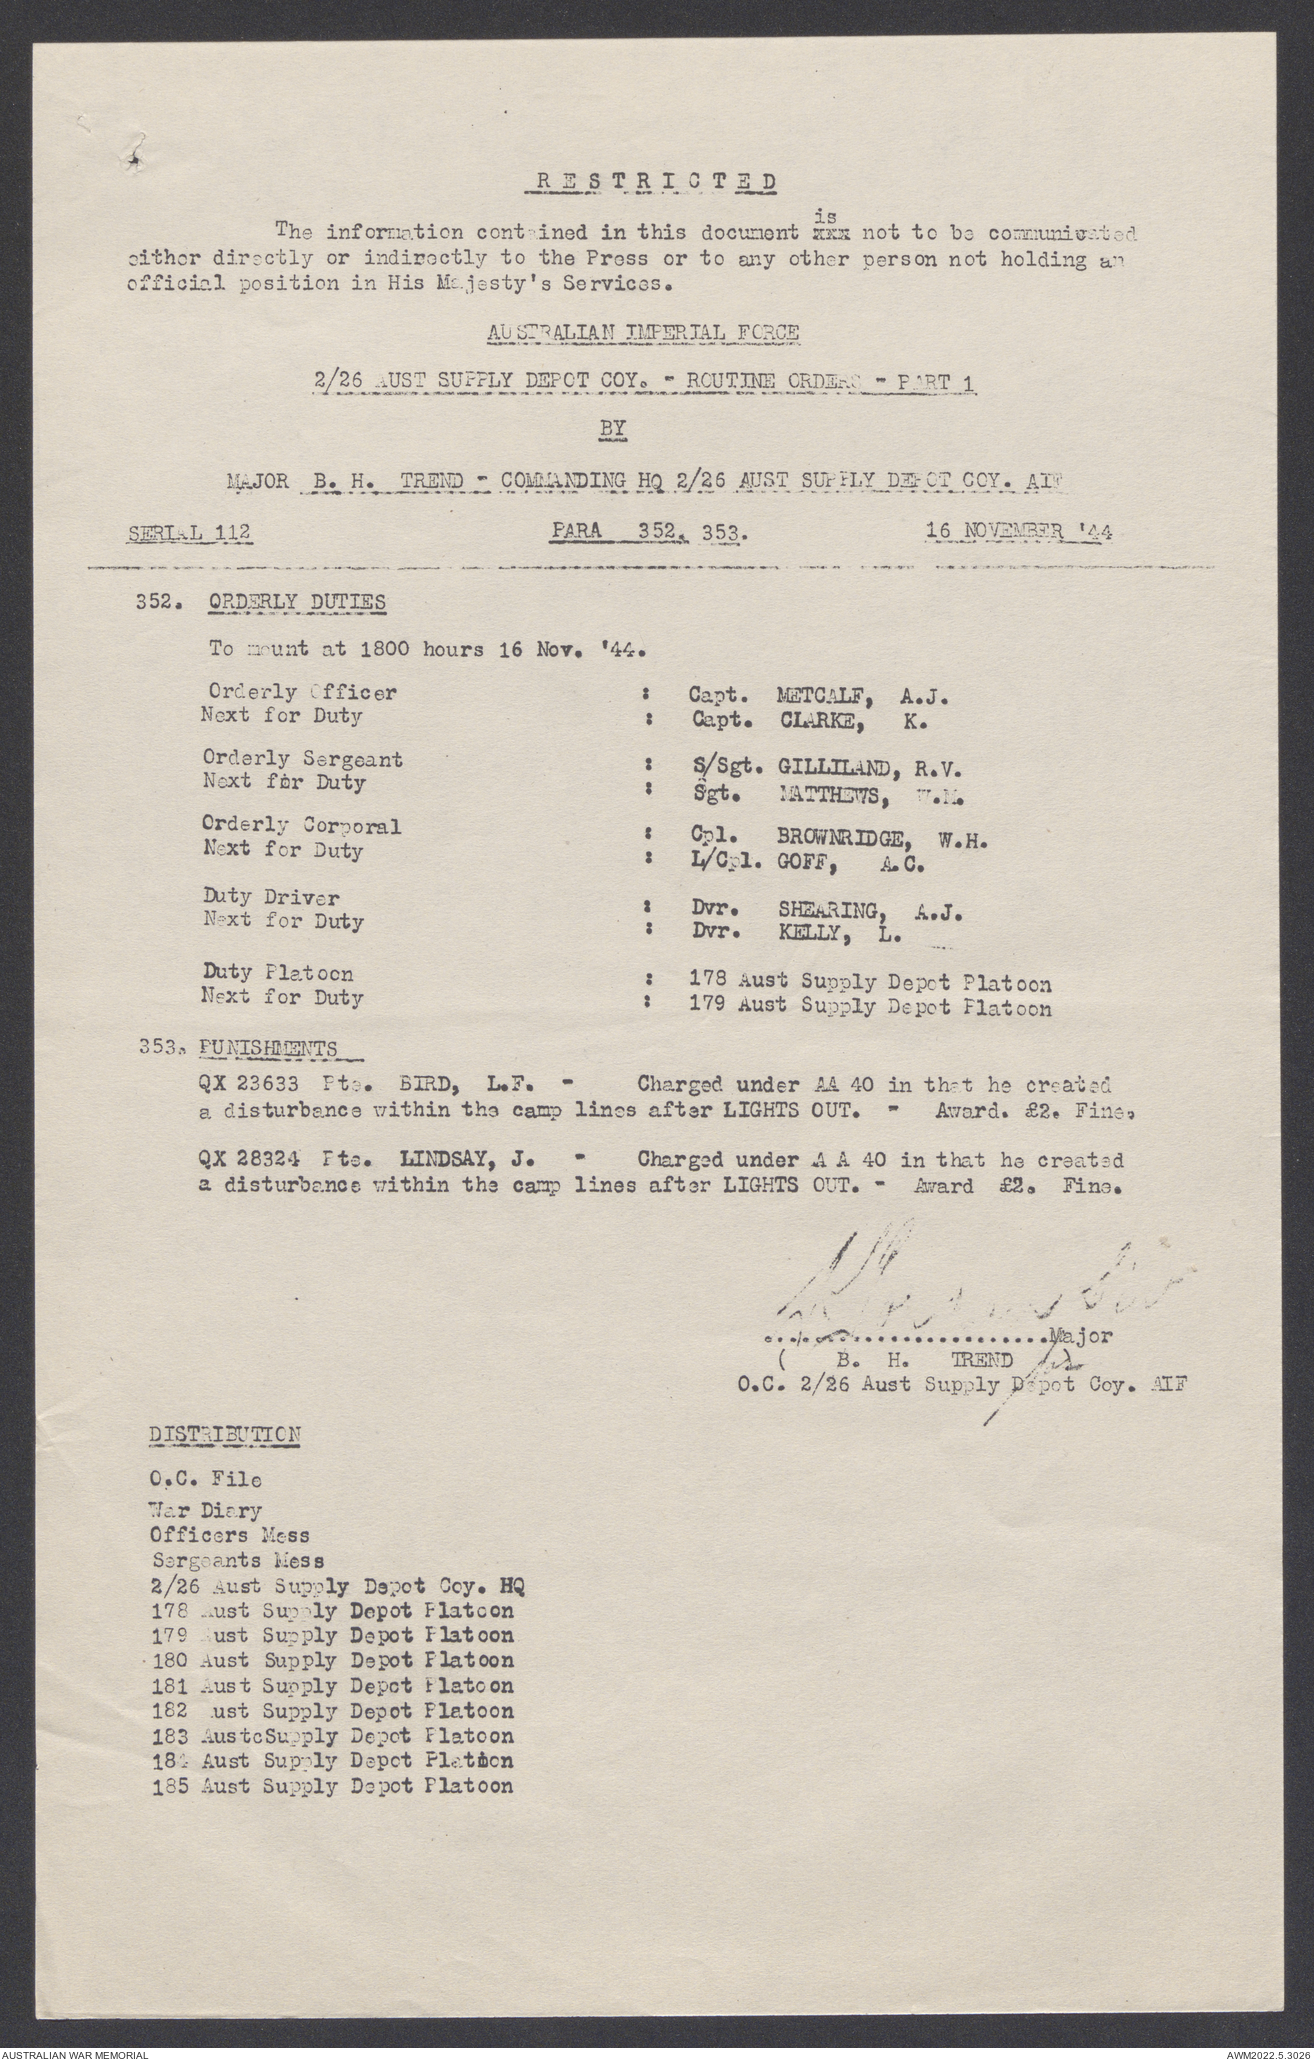 RESTRICTED
is
The information contained in this document xxx not to be communicated
either directly or indirectly to the Press or to any other person not holding an
official position in His Majesty's Services.
AUSTRALIAN IMPERIAL FORCE
2/26 AUST SUPPLY DEPOT COY. - ROUTINE ORDERS - PART 1
BY
MAJOR B. H. TREND - COMMANDING HQ 2/26 AUST SUPPLY DEPOT COY. AIF
SERIAL 112 PARA 352, 353. 16 NOVEMBER '44
352. ORDERLY DUTIES
To mount at 1800 hours 16 Nov. '44.
Orderly Officer : Capt. METCALF, A.J.
Next for Duty : Capt. CLARKE, K.
Orderly Sergeant : S/Sgt. GILLILAND, R.V.
Next for Duty : Sgt. MATTHEWS, W.M.
Orderly Corporal : Cpl. BROWNRIDGE, W.H.
Next for Duty : L/Cpl. GOFF, A.C.
Duty Driver : Dvr. SHEARING, A.J.
Next for Duty : Dvr. KELLY, L.
Duty Platoon : 178 Aust Supply Depot Platoon
Next for Duty : 179 Aust Supply Depot Platoon
353. PUNISHMENTS
QX 23633 Pte. BIRD, L.F. - Charged under AA 40 in that he created
a disturbance within the camp lines after LIGHTS OUT. - Award. £2. Fine.
QX 28324 Pte. LINDSAY, J. - Charged under A A 40 in that he created
a disturbance within the camp lines after LIGHTS OUT. - Award £2. Fine.
.......................Major
( B. H. TREND )
O.C. 2/26 Aust Supply Depot Coy. AIF
DISTRIBUTION
O.C. File
War Diary
Officers Mess
Sergeants Mess
2/26 Aust Supply Depot Coy. HQ
178 Aust Supply Depot Platoon
179 Aust Supply Depot Platoon
180 Aust Supply Depot Platoon
181 Aust Supply Depot Platoon
182 Aust Supply Depot Platoon
183 AustcSupply Depot Platoon
184 Aust Supply Depot Platoon
185 Aust Supply Depot Platoon
AUSTRALIAN WAR MEMORIAL AWM2022.5.3026